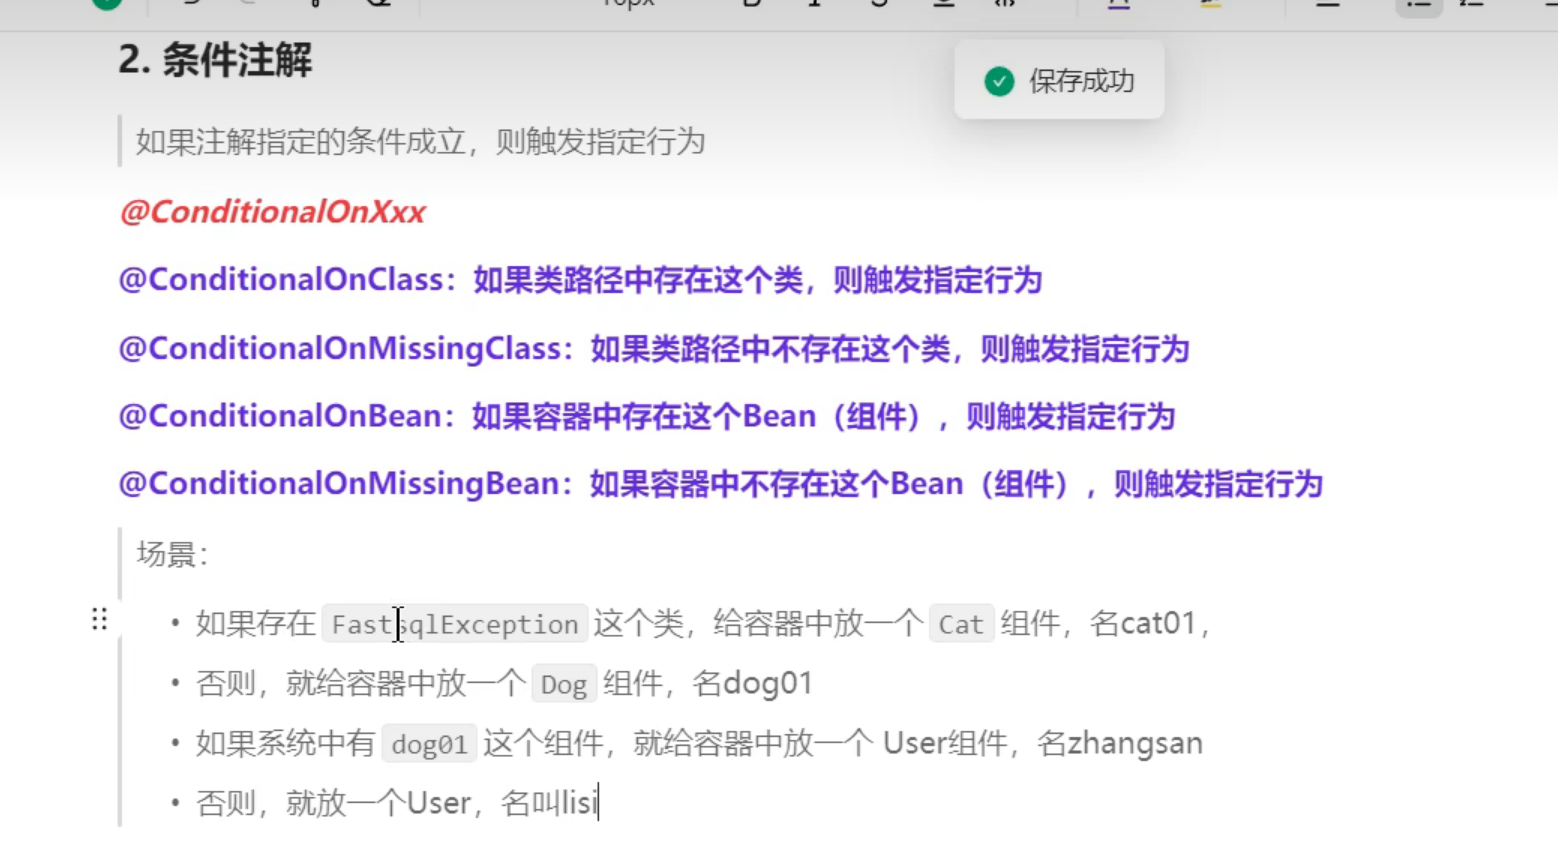 2. 条件注解
保存成功
如果注解指定的条件成立，则触发指定行为
@ConditionalOnXxx
@ConditionalOnClass：如果类路径中存在这个类，则触发指定行为
@ConditionalOnMissingClass：如果类路径中不存在这个类，则触发指定行为
@ConditionalOnBean：如果容器中存在这个Bean（组件），则触发指定行为
@ConditionalOnMissingBean：如果容器中不存在这个Bean（组件），则触发指定行为
场景：
• 如果存在 FastsqlException 这个类，给容器中放一个 Cat 组件，名cat01，
• 否则，就给容器中放一个 Dog 组件，名dog01
• 如果系统中有 dog01 这个组件，就给容器中放一个 User组件，名zhangsan
• 否则，就放一个User，名叫lisi